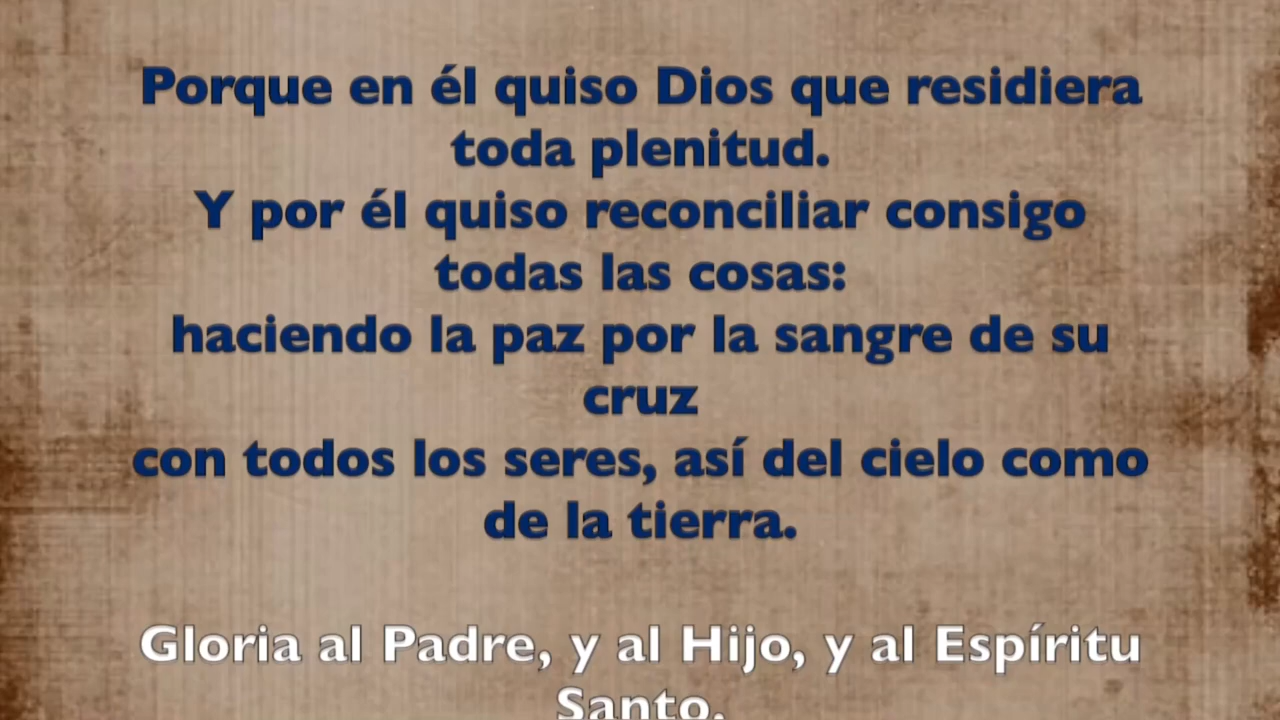 Porque en él quiso Dios que residiera
toda plenitud.
Y por él quiso reconciliar consigo
todas las cosas:
haciendo la paz por la sangre de su
cruz
con todos los seres, así del cielo como
de la tierra.
Gloria al Padre, y al Hijo, y al Espíritu
Santo.